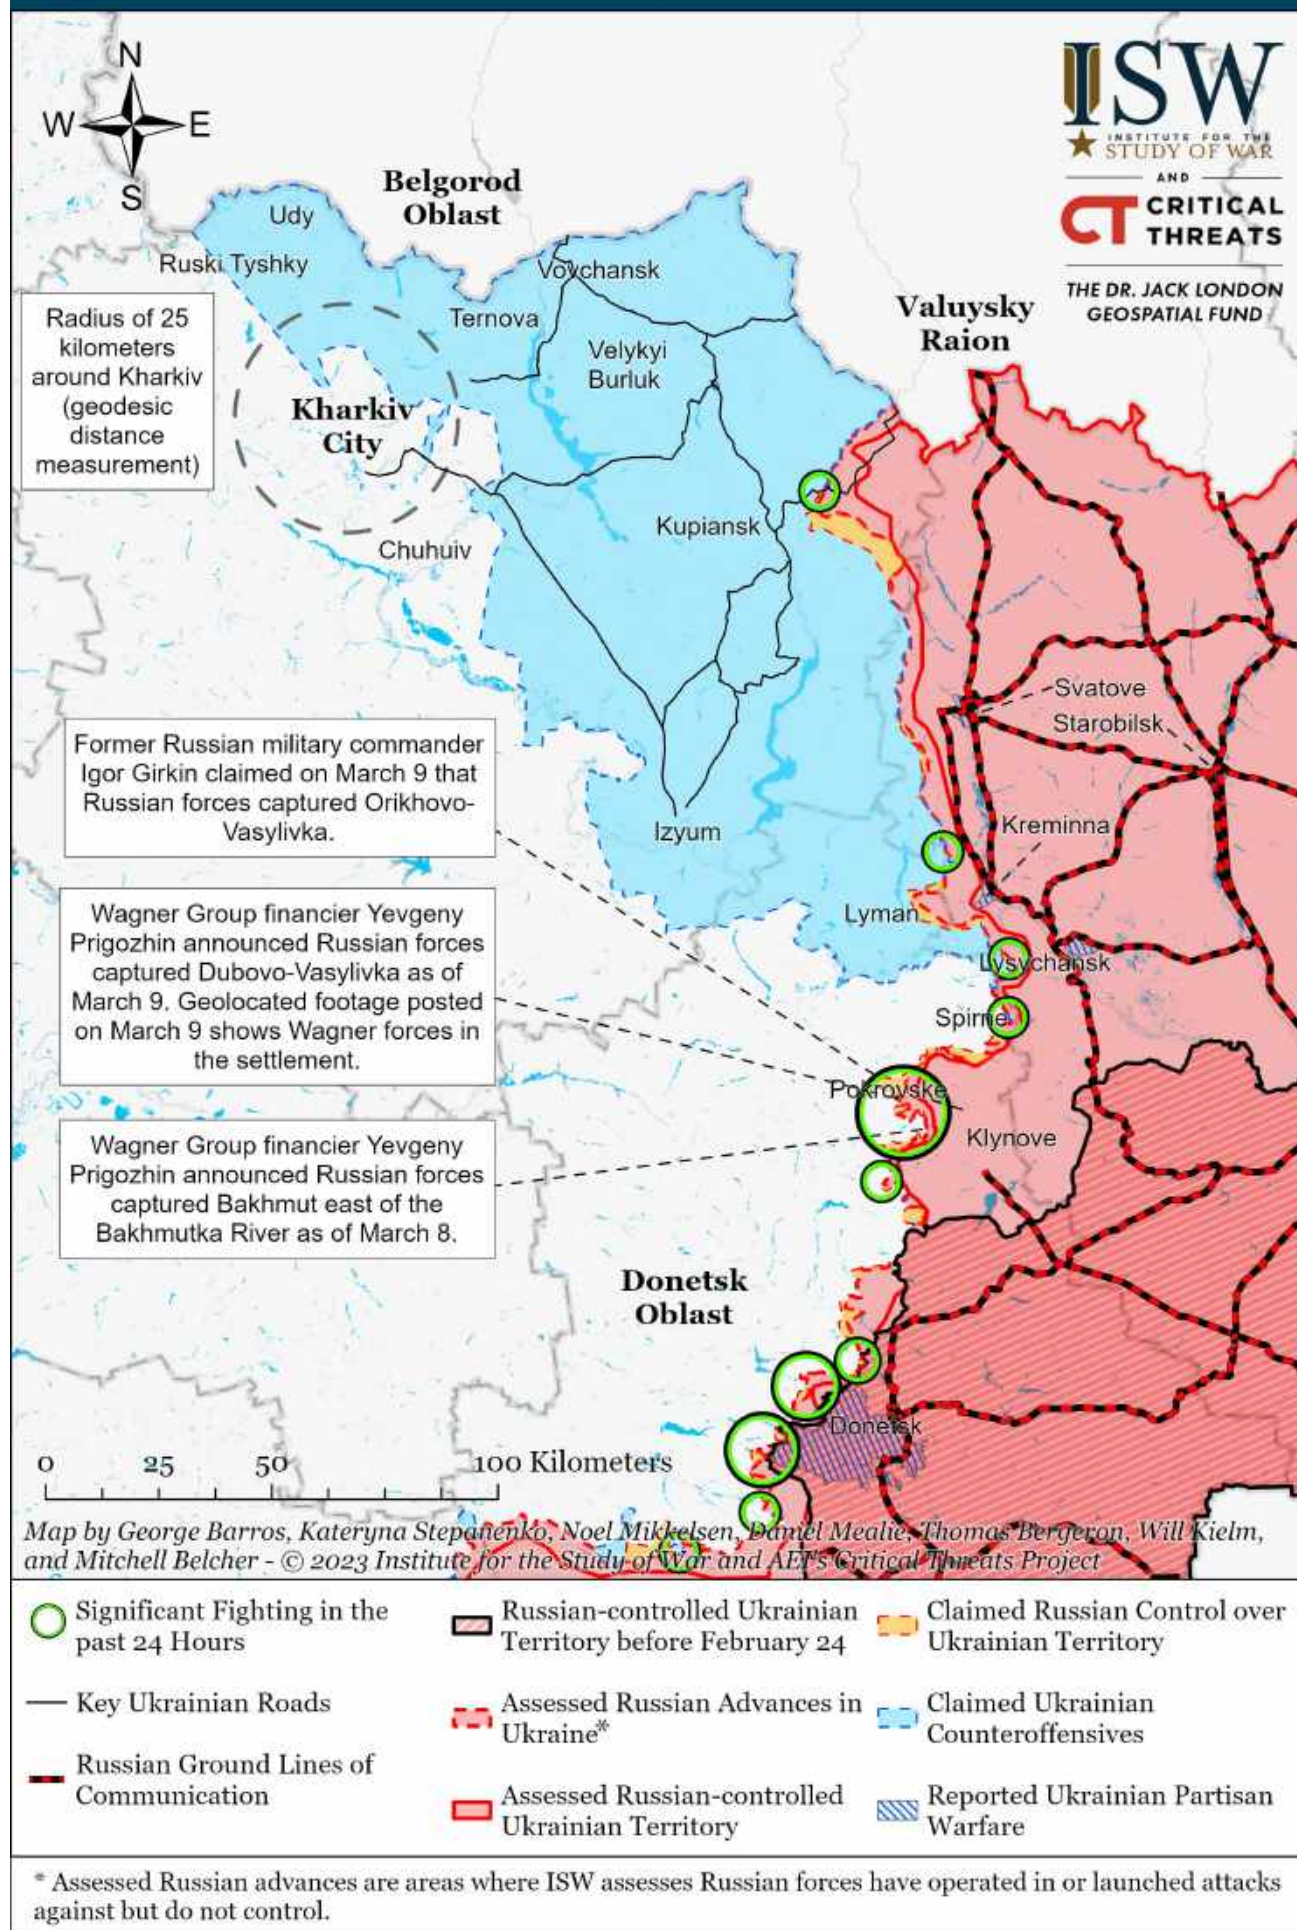 N
W E
S
ISW
INSTITUTE FOR THE
STUDY OF WAR
AND
CT CRITICAL
THREATS
THE DR. JACK LONDON
GEOSPATIAL FUND
Belgorod
Oblast
Udy
Ruski Tyshky
Vovchansk
Ternova
Valuysky
Raion
Radius of 25
kilometers
around Kharkiv
(geodesic
distance
measurement)
Velykyi
Burluk
Kharkiv
City
Kupiansk
Chuhuiv
Svatove
Starobilsk
Former Russian military commander
Igor Girkin claimed on March 9 that
Russian forces captured Orikhovo-
Vasylivka.
Izyum
Kreminna
Lyman
Wagner Group financier Yevgeny
Prigozhin announced Russian forces
captured Dubovo-Vasylivka as of
March 9. Geolocated footage posted
on March 9 shows Wagner forces in
the settlement.
Lysychansk
Spirne
Pokrovske
Klynove
Wagner Group financier Yevgeny
Prigozhin announced Russian forces
captured Bakhmut east of the
Bakhmutka River as of March 8.
Donetsk
Oblast
Donetsk
0 25 50 100 Kilometers
Map by George Barros, Kateryna Stepanenko, Noel Mikkelsen, Daniel Mealie, Thomas Bergeron, Will Kielm,
and Mitchell Belcher - © 2023 Institute for the Study of War and AEI's Critical Threats Project
Significant Fighting in the
past 24 Hours
Key Ukrainian Roads
Russian Ground Lines of
Communication
Russian-controlled Ukrainian
Territory before February 24
Assessed Russian Advances in
Ukraine*
Assessed Russian-controlled
Ukrainian Territory
Claimed Russian Control over
Ukrainian Territory
Claimed Ukrainian
Counteroffensives
Reported Ukrainian Partisan
Warfare
* Assessed Russian advances are areas where ISW assesses Russian forces have operated in or launched attacks
against but do not control.